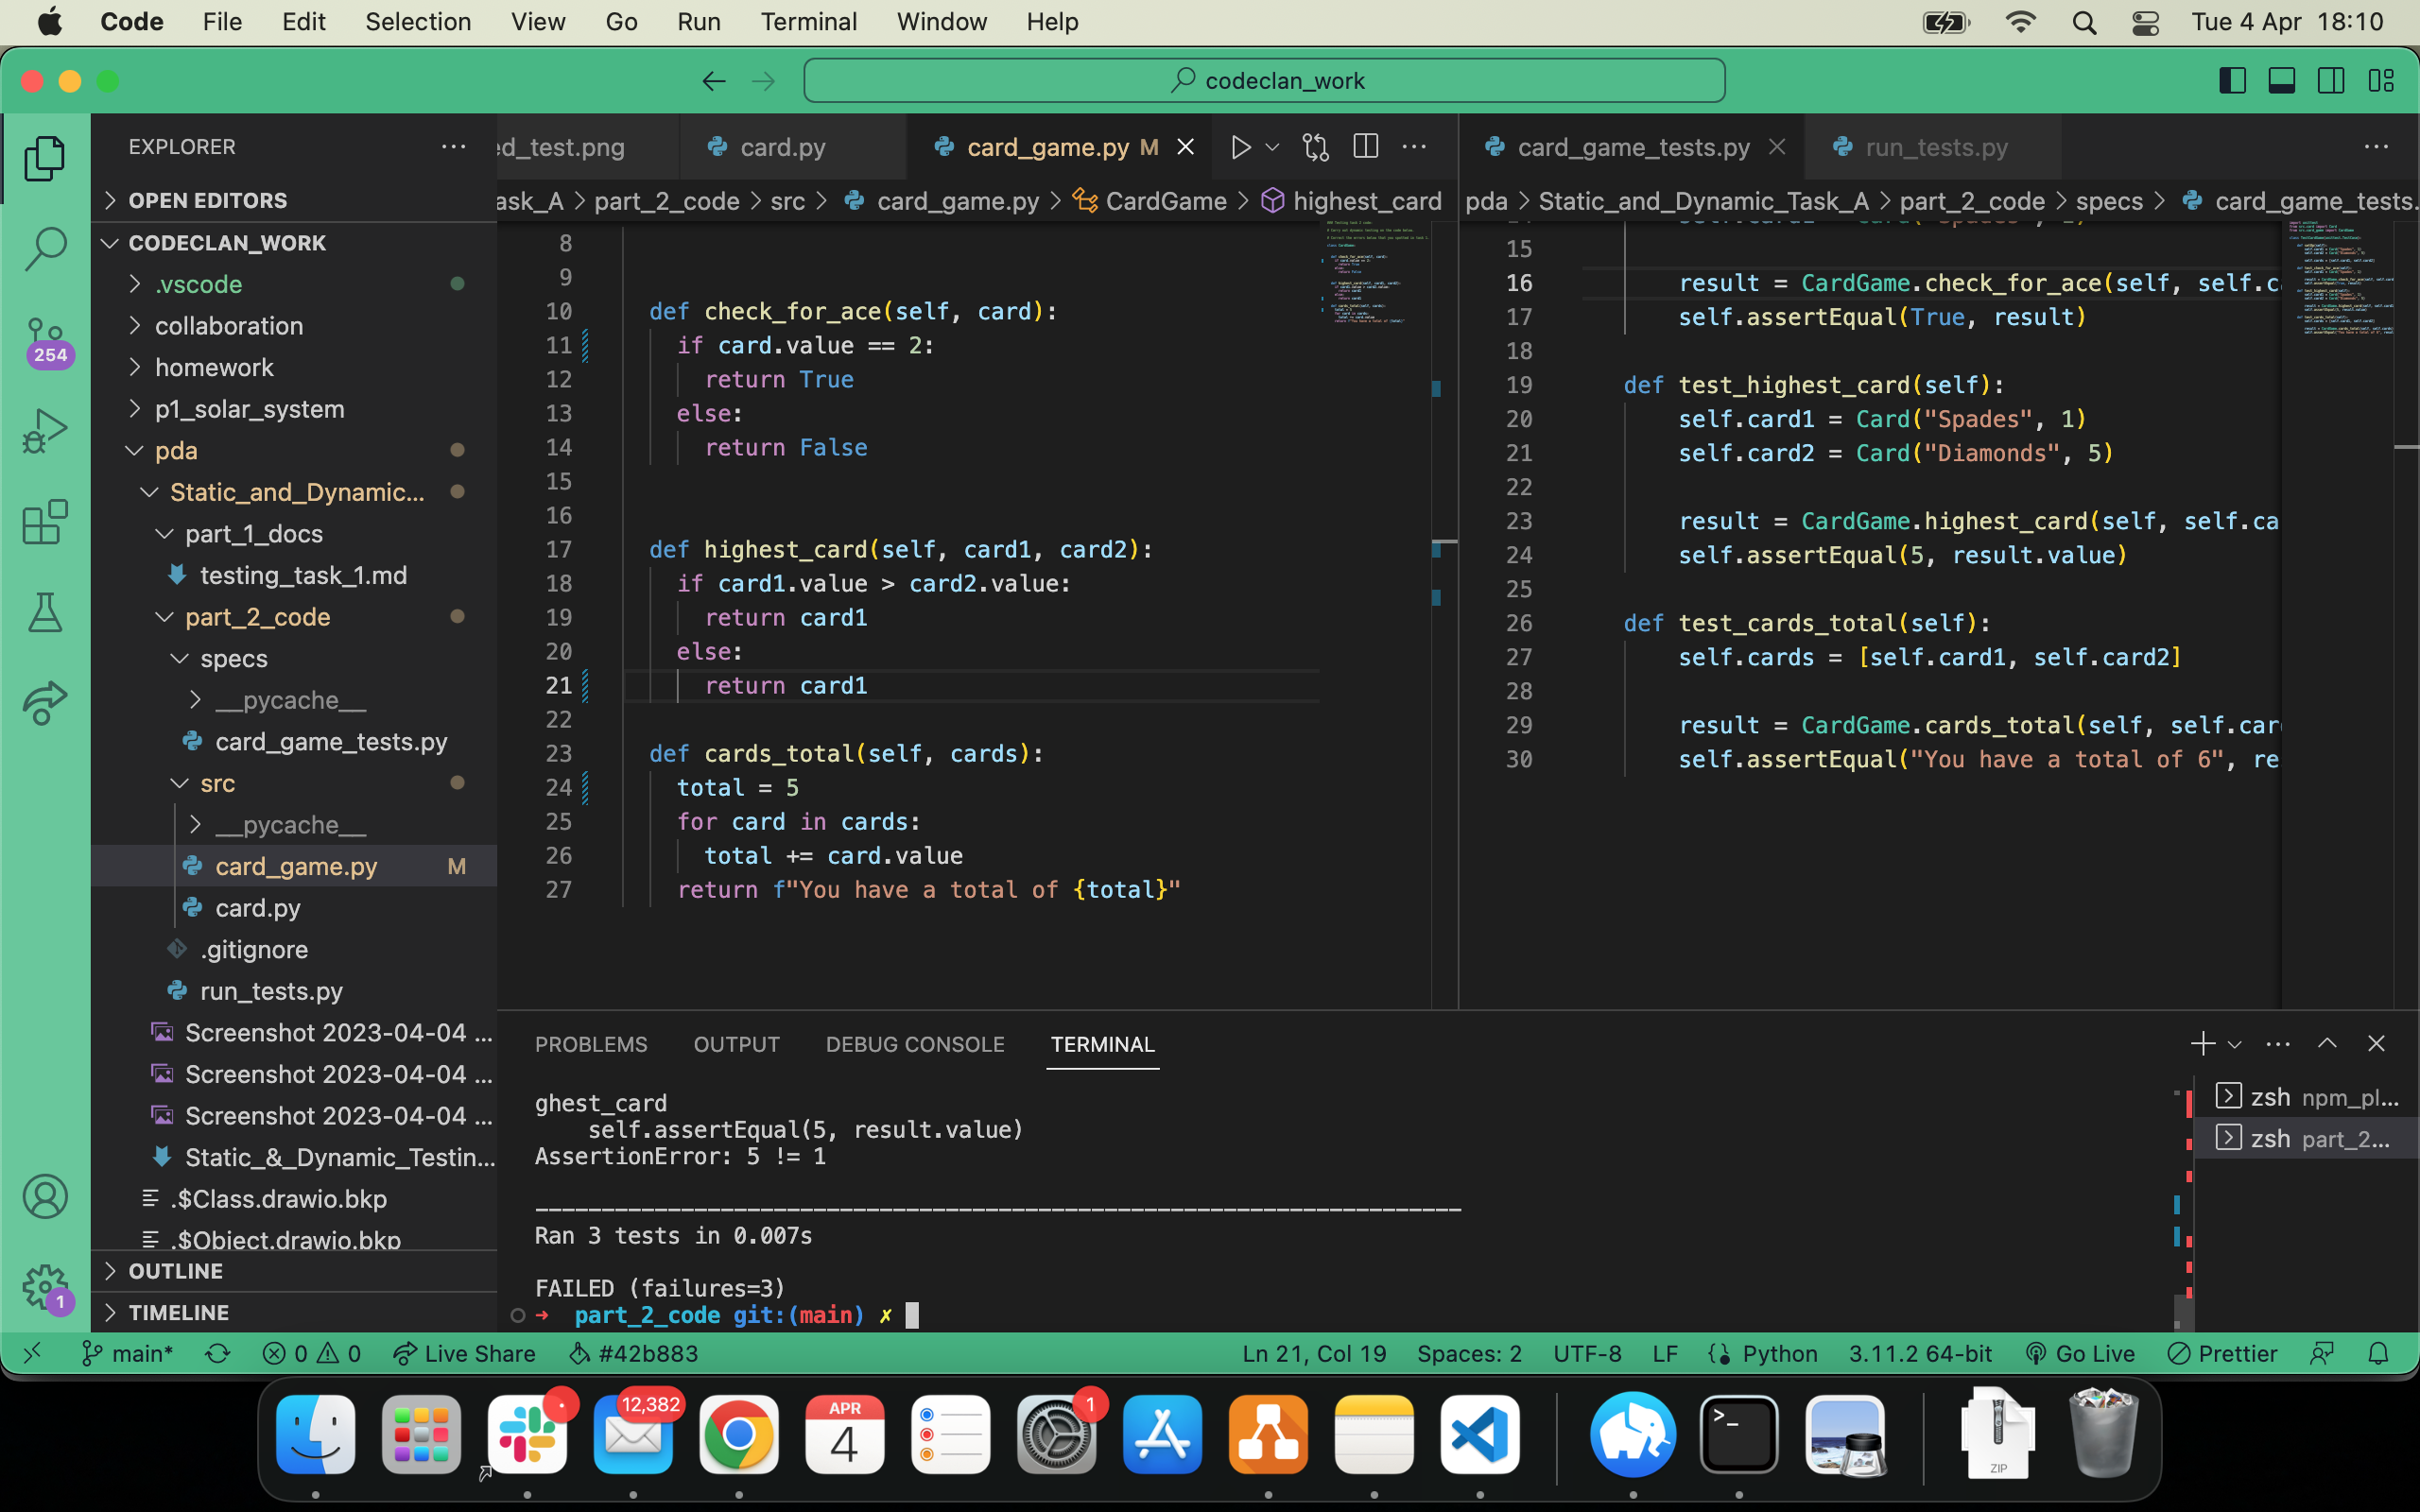 Code File Edit Selection View Go Run Terminal Window Help Tue 4 Apr 18:10
codeclan_work
EXPLORER
OPEN EDITORS
CODECLAN_WORK
.vscode
collaboration
254
homework
p1_solar_system
pda
Static_and_Dynamic...
part_1_docs
testing_task_1.md
part_2_code
specs
__pycache__
card_game_tests.py
src
__pycache__
card_game.py M
card.py
.gitignore
run_tests.py
Screenshot 2023-04-04 ...
Screenshot 2023-04-04 ...
Screenshot 2023-04-04 ...
Static_&_Dynamic_Testin...
.$Class.drawio.bkp
.$Object.drawio.bkp
OUTLINE
1
TIMELINE
ed_test.png card.py card_game.py M
ask_A > part_2_code > src > card_game.py > CardGame > highest_card
8
9
10 def check_for_ace(self, card):
11 if card.value == 2:
12 return True
13 else:
14 return False
15
16
17 def highest_card(self, card1, card2):
18 if card1.value > card2.value:
19 return card1
20 else:
21 return card1
22
23 def cards_total(self, cards):
24 total = 5
25 for card in cards:
26 total += card.value
27 return f"You have a total of {total}"
card_game_tests.py run_tests.py
pda > Static_and_Dynamic_Task_A > part_2_code > specs > card_game_tests.
15
16 result = CardGame.check_for_ace(self, self.c
17 self.assertEqual(True, result)
18
19 def test_highest_card(self):
20 self.card1 = Card("Spades", 1)
21 self.card2 = Card("Diamonds", 5)
22
23 result = CardGame.highest_card(self, self.ca
24 self.assertEqual(5, result.value)
25
26 def test_cards_total(self):
27 self.cards = [self.card1, self.card2]
28
29 result = CardGame.cards_total(self, self.car
30 self.assertEqual("You have a total of 6", re
PROBLEMS OUTPUT DEBUG CONSOLE TERMINAL
ghest_card
self.assertEqual(5, result.value)
AssertionError: 5 != 1
----------------------------------------------------------------------
Ran 3 tests in 0.007s
FAILED (failures=3)
➜ part_2_code git:(main) ✗
zsh npm_pl...
zsh part_2...
main* 0 0 Live Share #42b883 Ln 21, Col 19 Spaces: 2 UTF-8 LF Python 3.11.2 64-bit Go Live Prettier
12,382
APR
4
1
ZIP